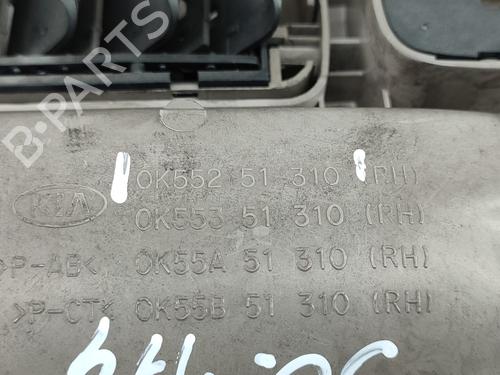 B-PARTS
KIA 0K552 51 310 (RH)
0K553 51 310 (RH)
>P-AB< 0K55A 51 310 (RH)
>P-CT< 0K55B 51 310 (RH)